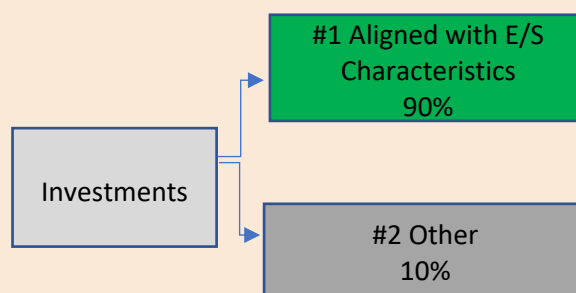 #1 Aligned with E/S
Characteristics
90%
Investments
#2 Other
10%